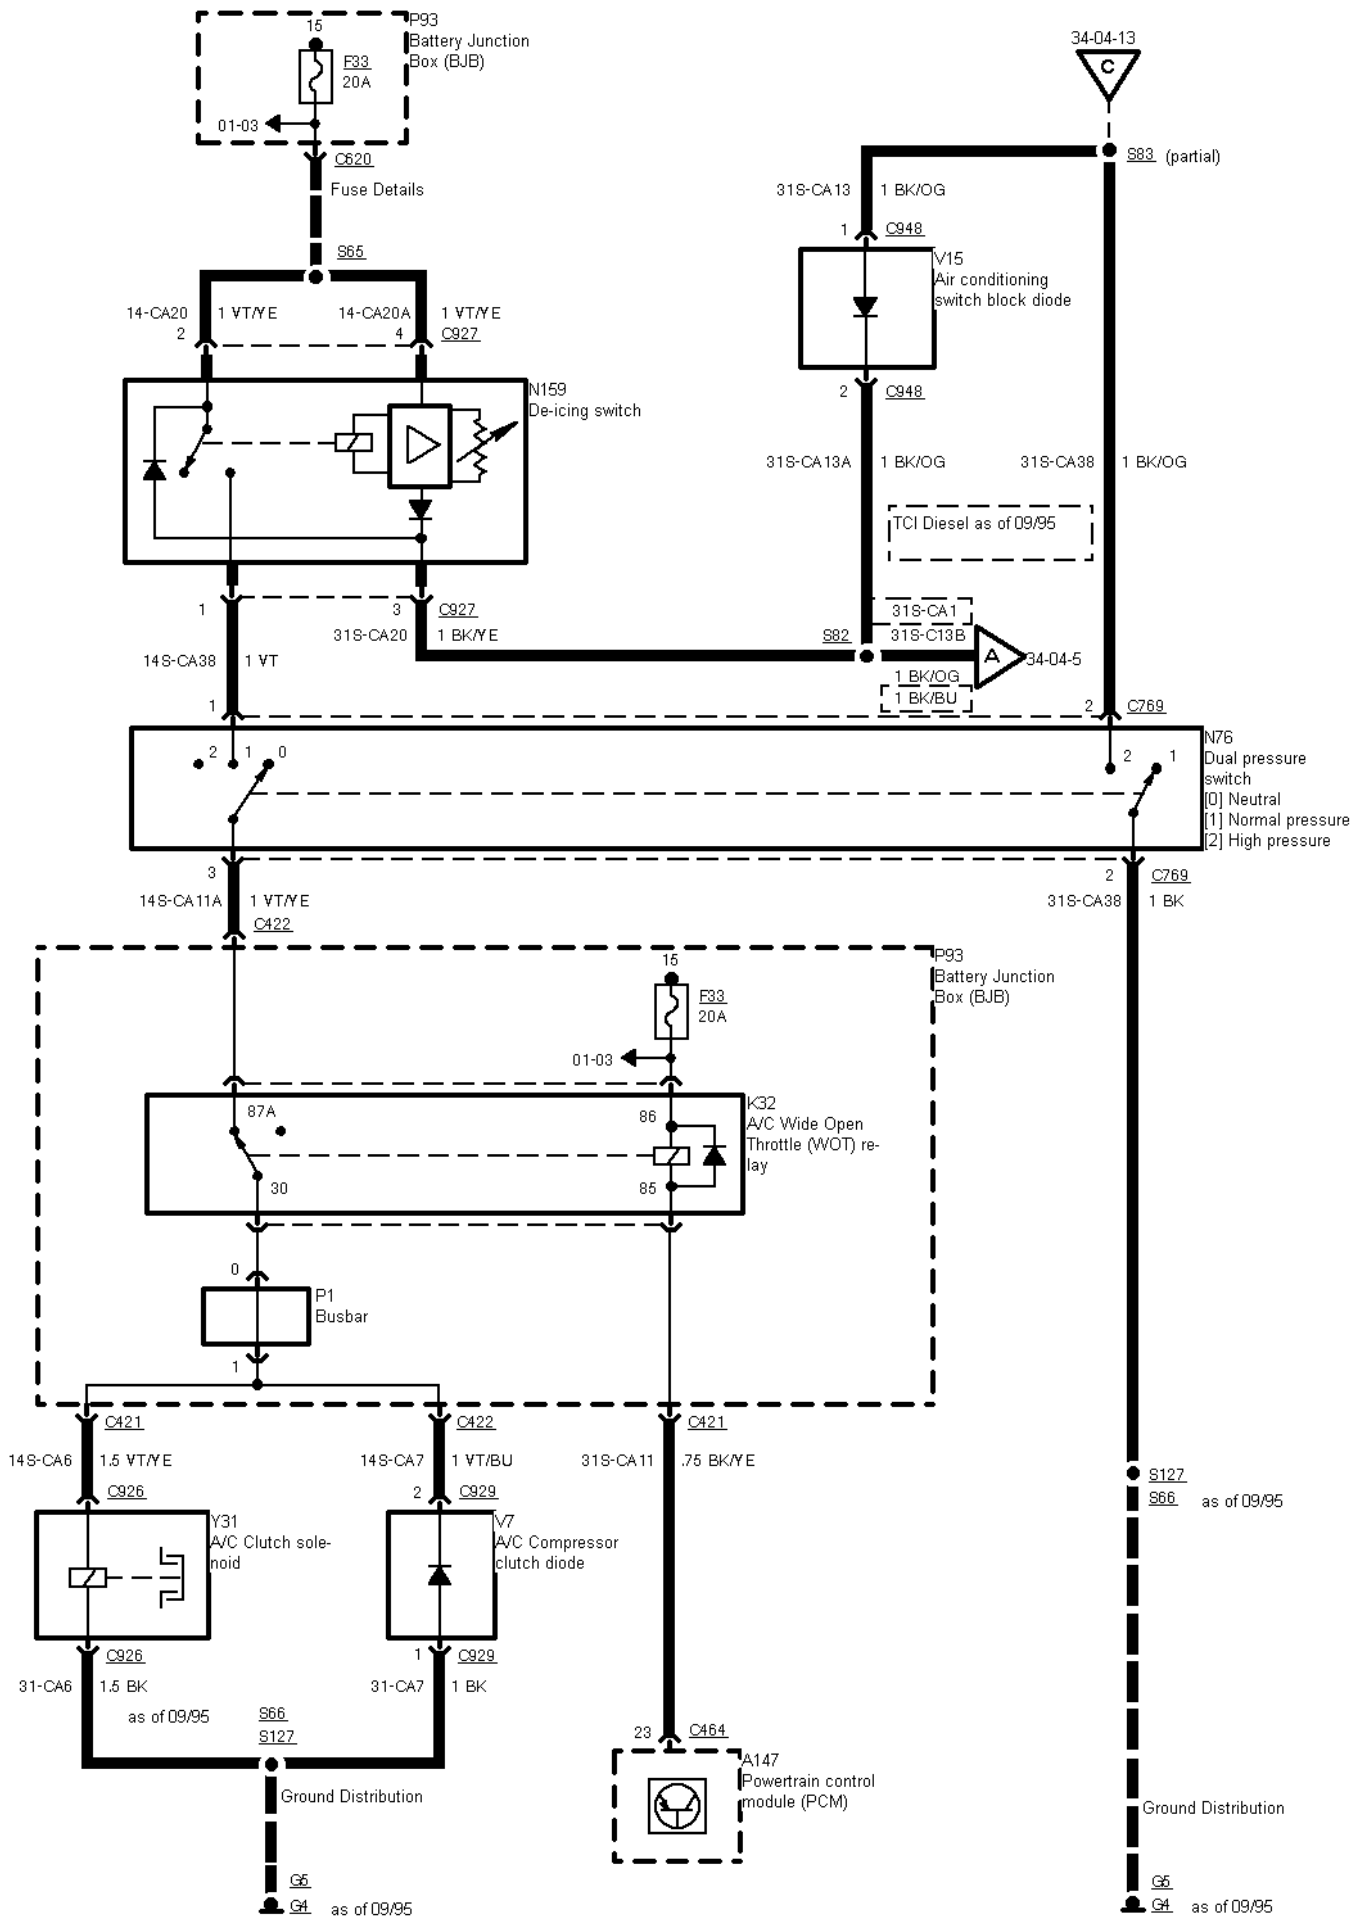 15
P93
Battery Junction
Box (BJB)
F33
20A
01-03
C620
Fuse Details
S65
14-CA20
1 VT/YE
14-CA20A
1 VT/YE
2
4
C927
N159
De-icing switch
1
3
C927
31S-CA20
1 BK/YE
14S-CA38
1 VT
1
34-04-13
C
S83
(partial)
31S-CA13
1 BK/OG
1
C948
V15
Air conditioning
switch block diode
2
C948
31S-CA13A
1 BK/OG
31S-CA38
1 BK/OG
TCI Diesel as of 09/95
31S-CA1
S82
31S-C13B
A
34-04-5
1 BK/OG
1 BK/BU
2
C769
2
1
0
2
1
N76
Dual pressure
switch
[0] Neutral
[1] Normal pressure
[2] High pressure
3
2
C769
14S-CA11A
1 VT/YE
31S-CA38
1 BK
C422
P93
Battery Junction
Box (BJB)
15
F33
20A
01-03
87A
86
K32
A/C Wide Open
Throttle (WOT) re-
lay
30
85
0
P1
Busbar
1
C421
C422
C421
14S-CA6
1.5 VT/YE
14S-CA7
1 VT/BU
31S-CA11
.75 BK/YE
C926
2
C929
Y31
A/C Clutch sole-
noid
V7
A/C Compressor
clutch diode
S127
S66
as of 09/95
C926
1
C929
31-CA6
1.5 BK
31-CA7
1 BK
as of 09/95
S66
S127
23
C464
A147
Powertrain control
module (PCM)
Ground Distribution
Ground Distribution
G5
G4
as of 09/95
G5
G4
as of 09/95